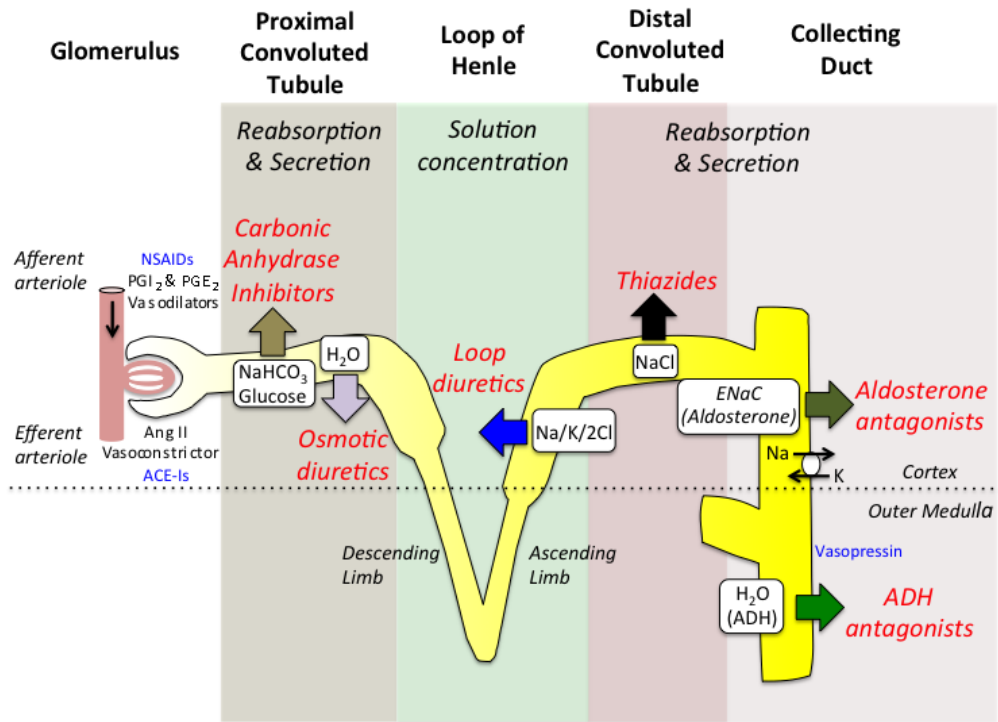 Glomerulus
Proximal
Convoluted
Tubule
Loop of
Henle
Distal
Convoluted
Tubule
Collecting
Duct
Reabsorption
& Secretion
Solution
concentration
Reabsorption
& Secretion
Afferent
arteriole
NSAIDs
PGI₂ & PGE₂
Vasodilators
Carbonic
Anhydrase
Inhibitors
NaHCO₃
Glucose
H₂O
Osmotic
diuretics
Efferent
arteriole
Ang II
Vasoconstrictor
ACE-Is
Loop
diuretics
Na/K/2Cl
Descending
Limb
Ascending
Limb
Thiazides
NaCl
ENaC
(Aldosterone)
Aldosterone
antagonists
Na
K
Cortex
Outer Medulla
Vasopressin
H₂O
(ADH)
ADH
antagonists